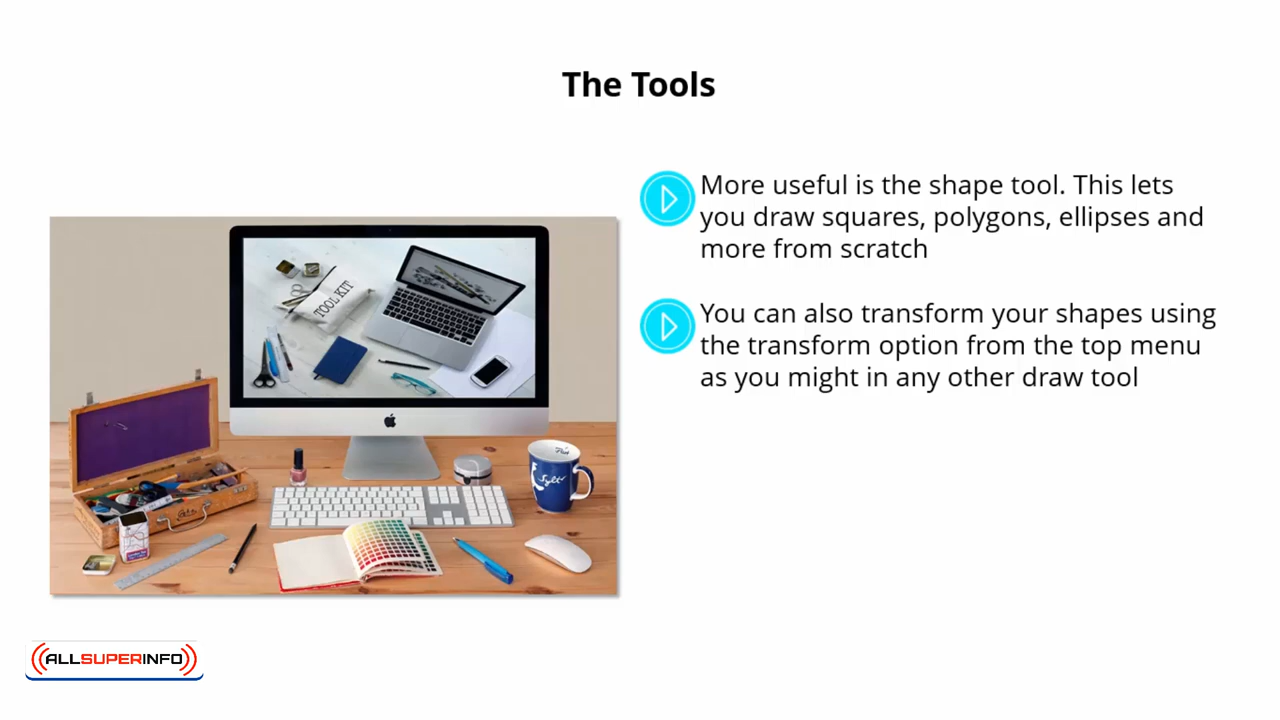 The Tools
More useful is the shape tool. This lets
you draw squares, polygons, ellipses and
more from scratch
You can also transform your shapes using
the transform option from the top menu
as you might in any other draw tool
TOOL KIT
Sylt
ALLSUPERINFO